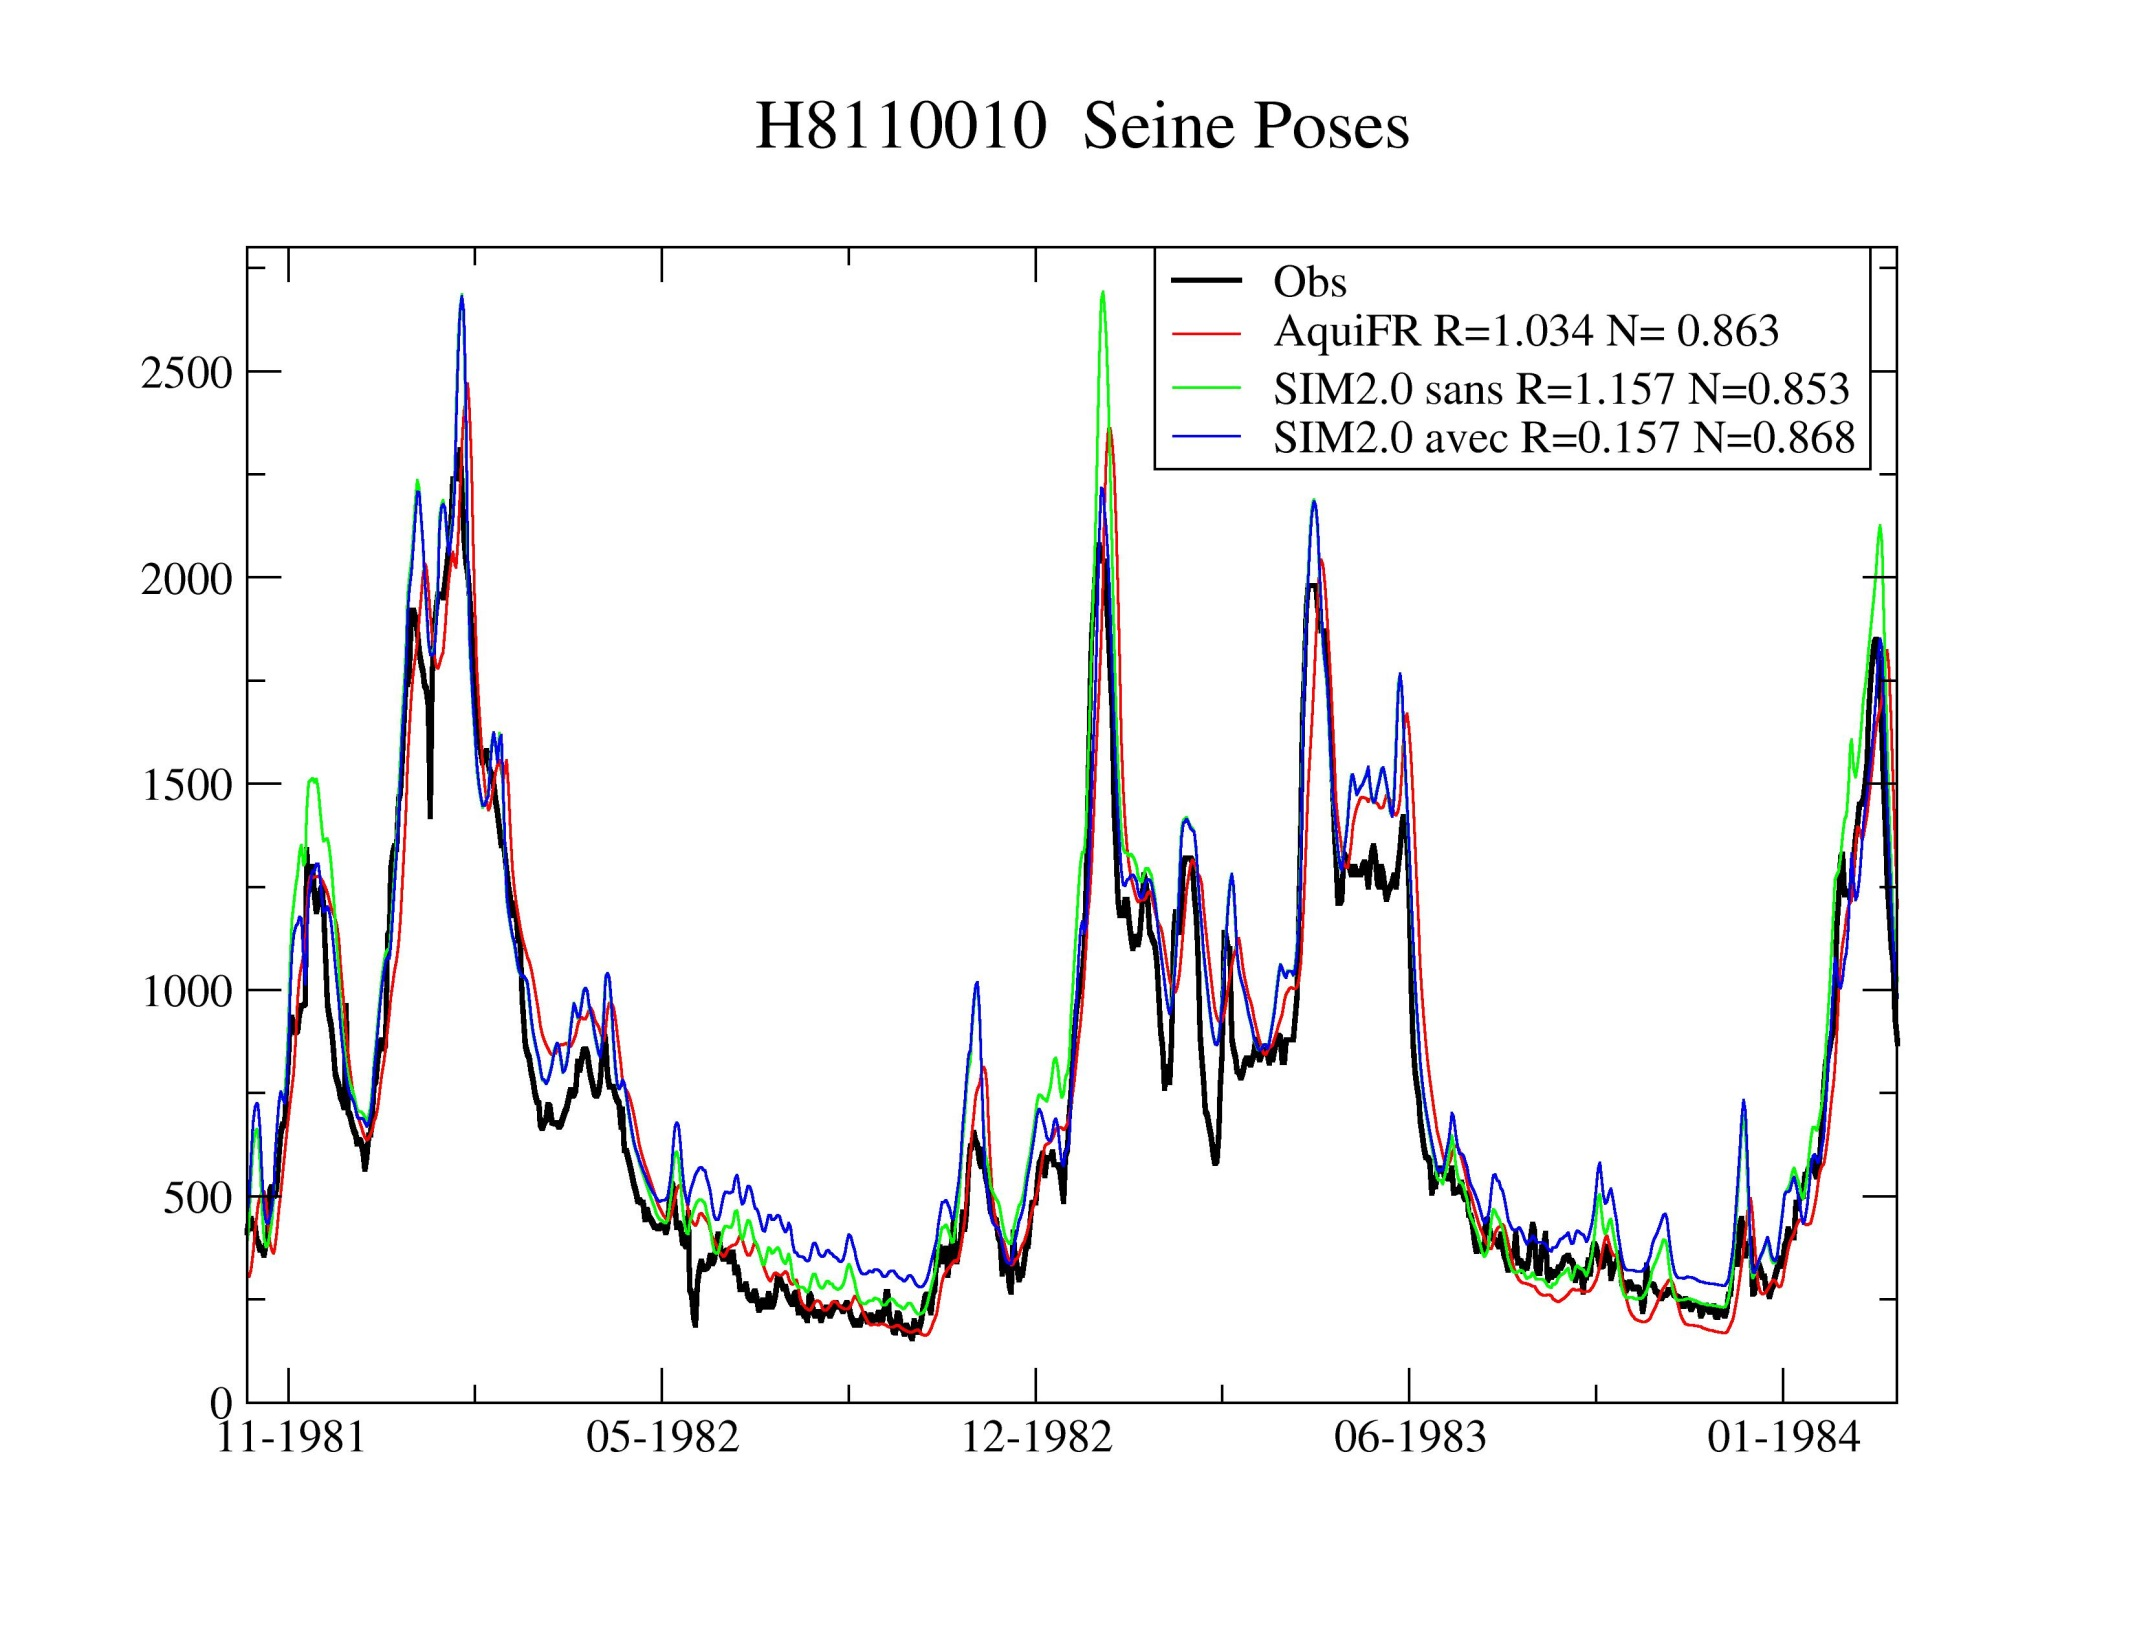 H8110010 Seine Poses
Obs
AquiFR R=1.034 N= 0.863
SIM2.0 sans R=1.157 N=0.853
SIM2.0 avec R=0.157 N=0.868
2500
2000
1500
1000
500
0
11-1981 05-1982 12-1982 06-1983 01-1984